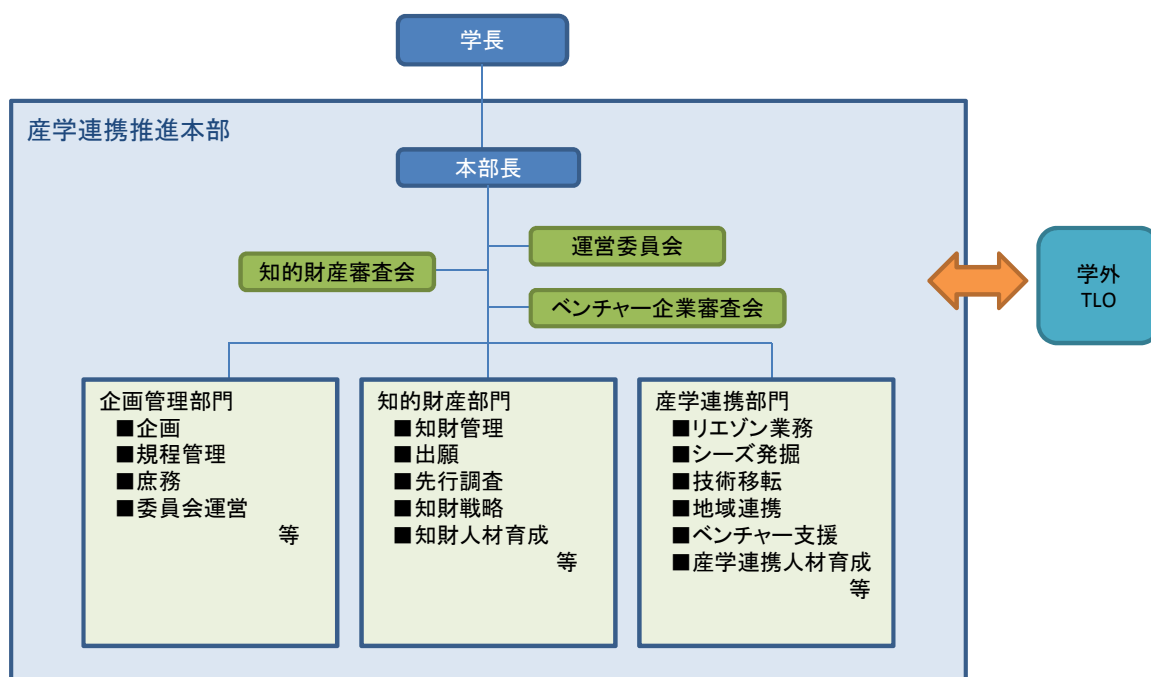 学長
産学連携推進本部
本部長
運営委員会
知的財産審査会
ベンチャー企業審査会
学外
TLO
企画管理部門
■企画
■規程管理
■庶務
■委員会運営
等
知的財産部門
■知財管理
■出願
■先行調査
■知財戦略
■知財人材育成
等
産学連携部門
■リエゾン業務
■シーズ発掘
■技術移転
■地域連携
■ベンチャー支援
■産学連携人材育成
等